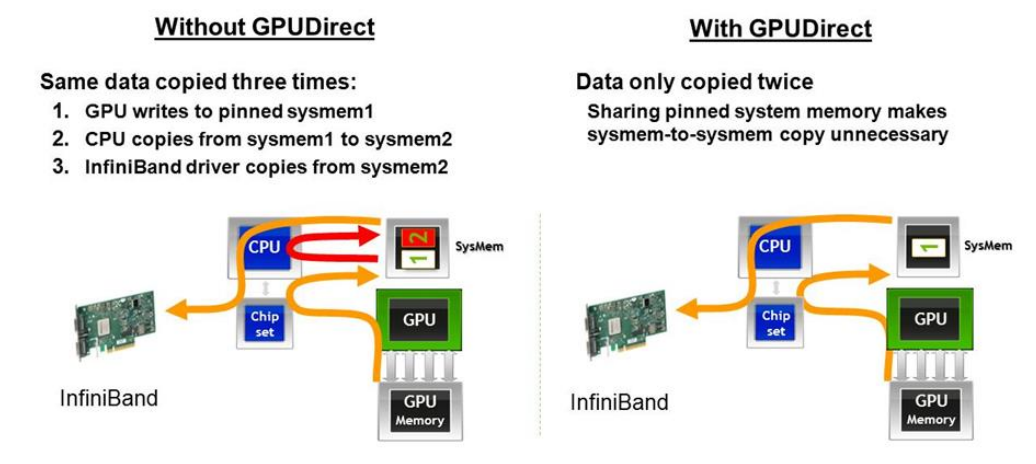 Without GPUDirect
Same data copied three times:
1. GPU writes to pinned sysmem1
2. CPU copies from sysmem1 to sysmem2
3. InfiniBand driver copies from sysmem2
CPU
2
1
SysMem
Chip
set
GPU
GPU
Memory
InfiniBand
With GPUDirect
Data only copied twice
Sharing pinned system memory makes
sysmem-to-sysmem copy unnecessary
CPU
1
SysMem
Chip
set
GPU
GPU
Memory
InfiniBand